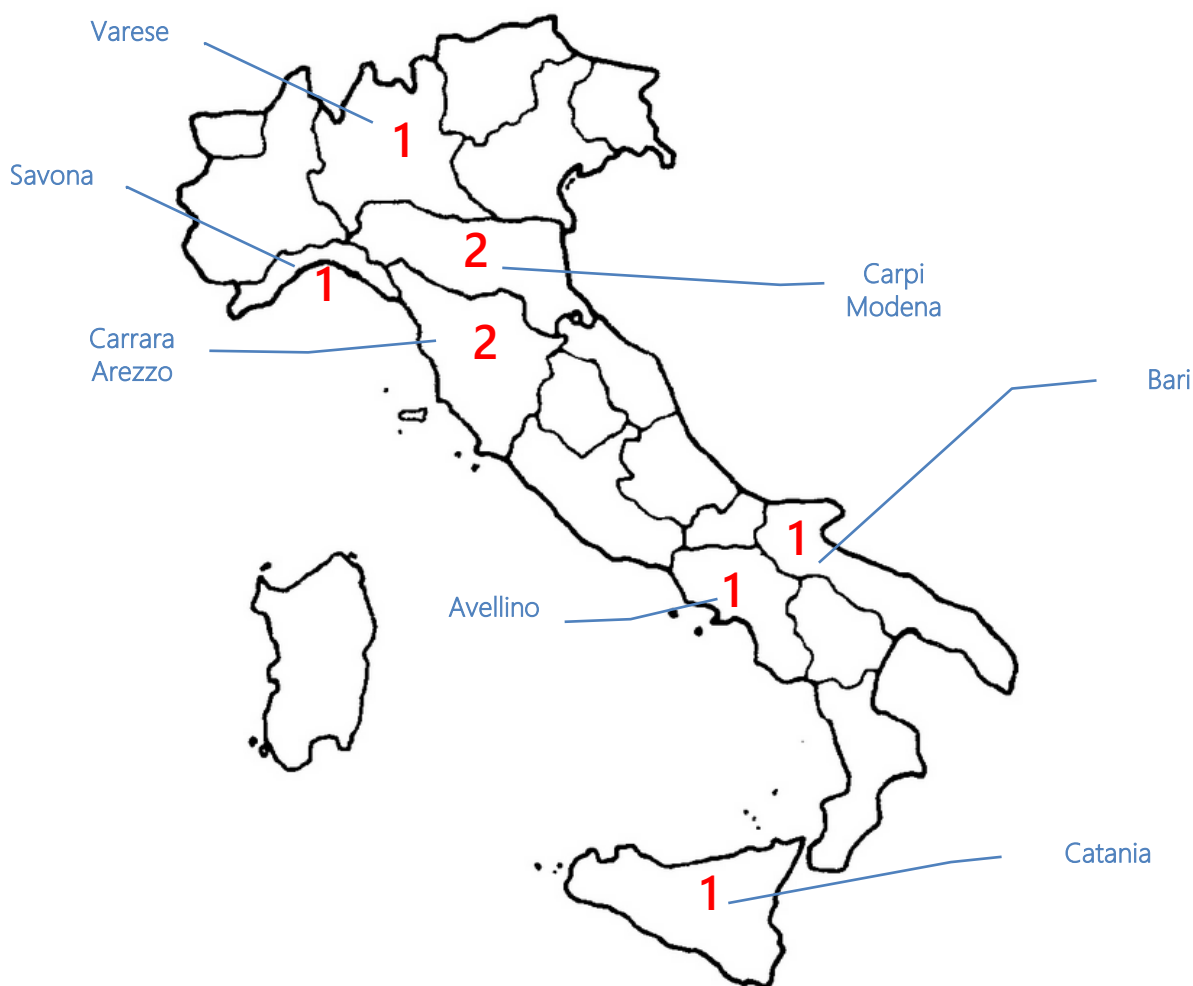 Varese
1
Savona
2
1
Carpi
Modena
Carrara
Arezzo
2
Bari
1
1
Avellino
Catania
1